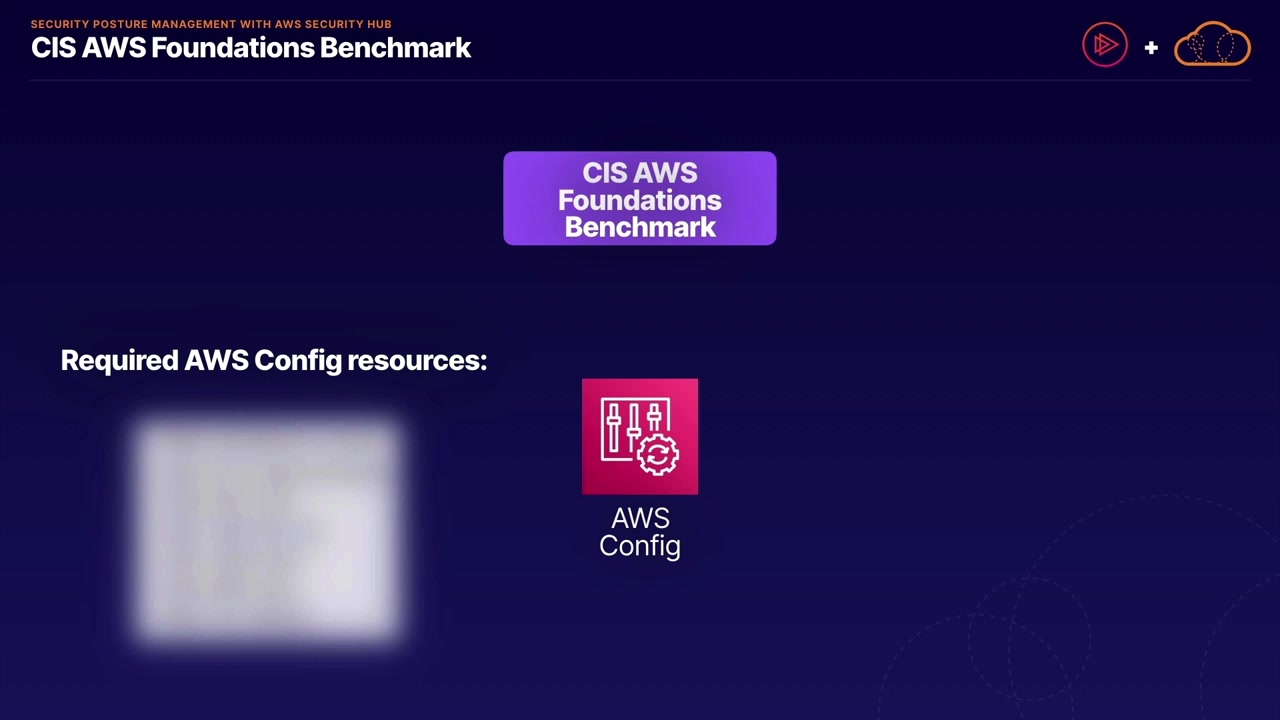 SECURITY POSTURE MANAGEMENT WITH AWS SECURITY HUB
CIS AWS Foundations Benchmark
CIS AWS
Foundations
Benchmark
Required AWS Config resources:
AWS
Config